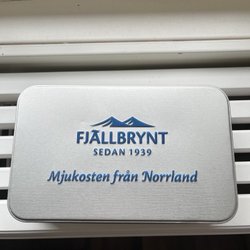 FJÄLLBRYNT
SEDAN 1939
Mjukosten från Norrland